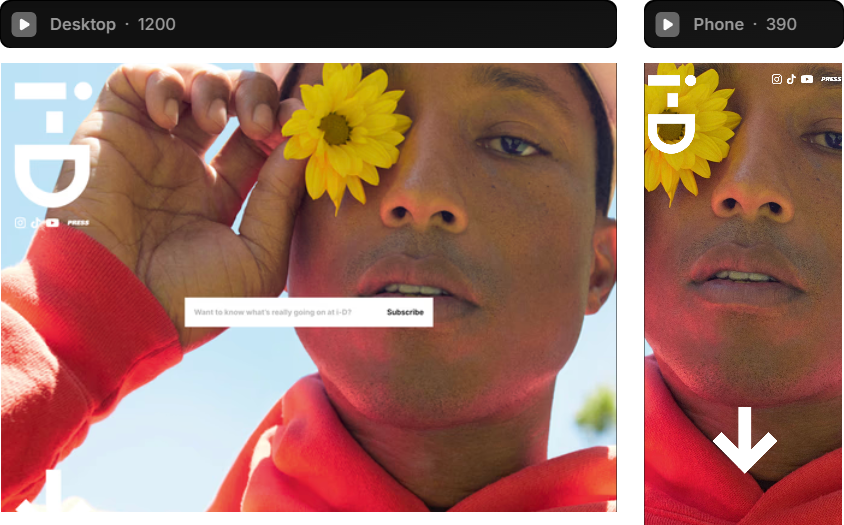 Desktop · 1200
i-D
PRESS
Want to know what's really going on at i-D?
Subscribe
Phone · 390
i-D
PRESS